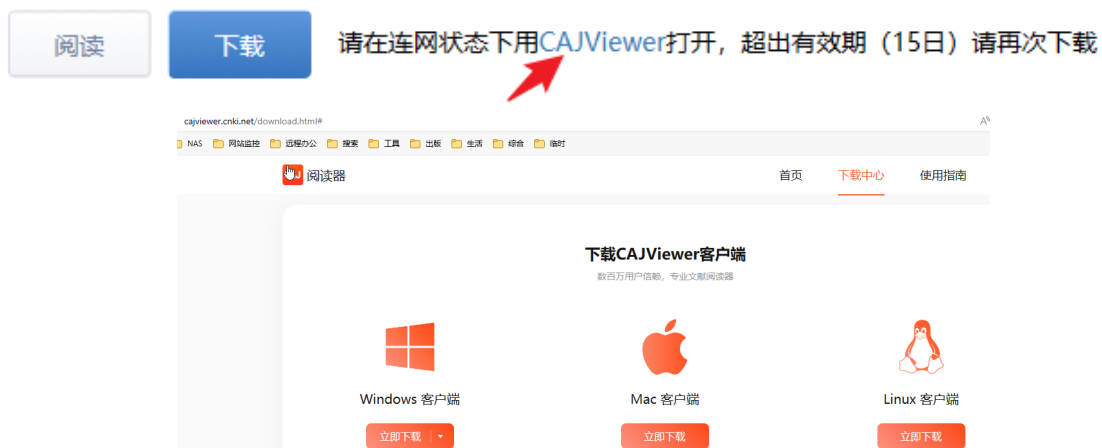 阅读 下载 请在连网状态下用CAJViewer打开，超出有效期（15日）请再次下载
cajviewer.cnki.net/download.html#
NAS 网站监控 远程办公 搜索 工具 出版 生活 综合 临时
阅读器 首页 下载中心 使用指南
下载CAJViewer客户端
数百万用户信赖，专业文献阅读器
Windows 客户端 Mac 客户端 Linux 客户端
立即下载 立即下载 立即下载